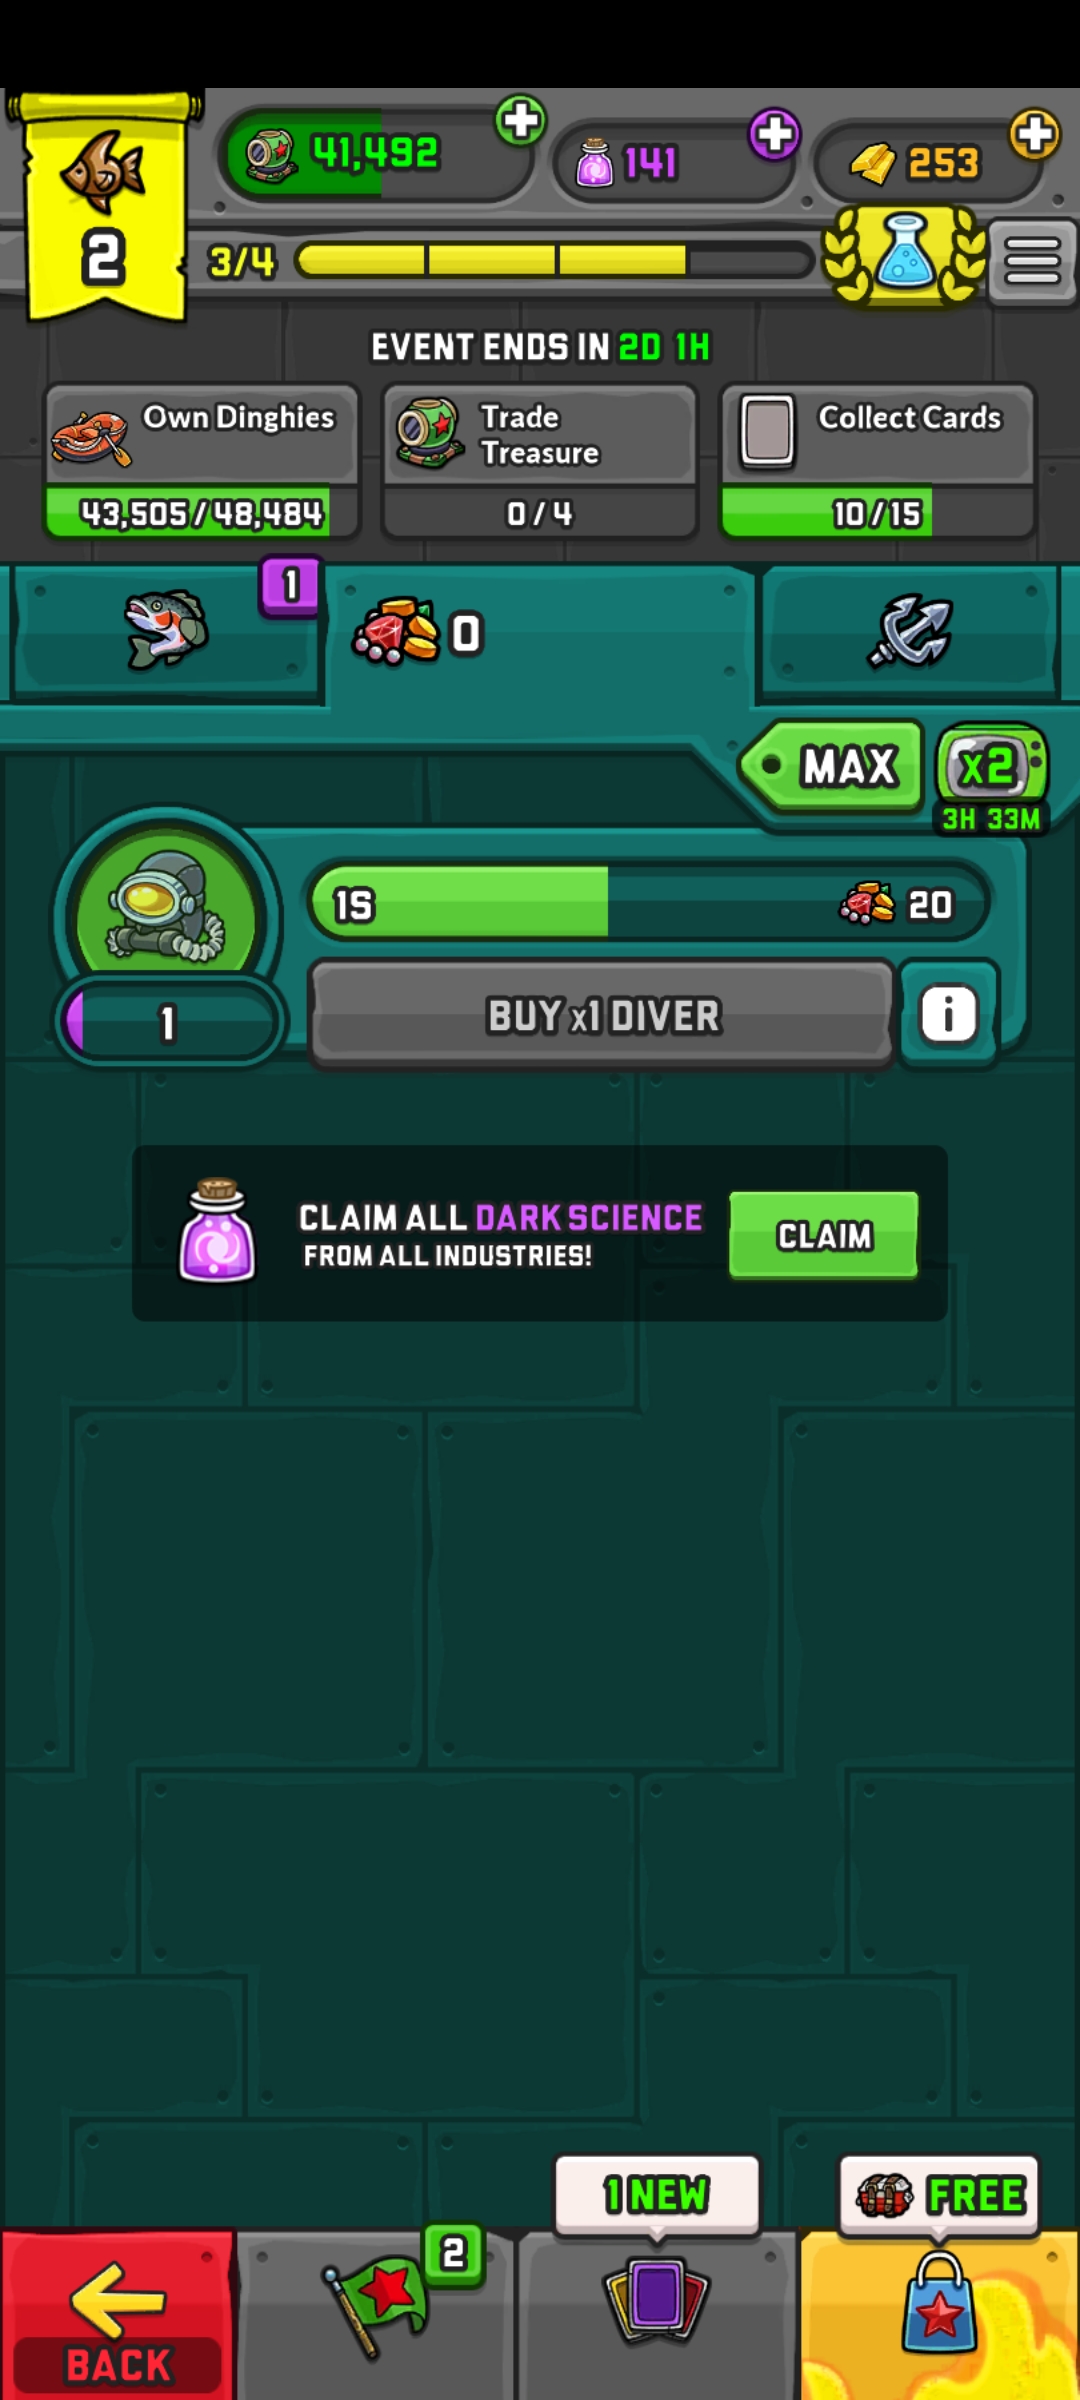 41,492
141
253
2
3/4
EVENT ENDS IN 2D 1H
Own Dinghies
43,505/48,484
Trade
Treasure
0/4
Collect Cards
10/15
1
0
MAX
x2
3H 33M
1S
20
1
BUY x1 DIVER
i
CLAIM ALL DARK SCIENCE
FROM ALL INDUSTRIES!
CLAIM
1 NEW
FREE
2
BACK